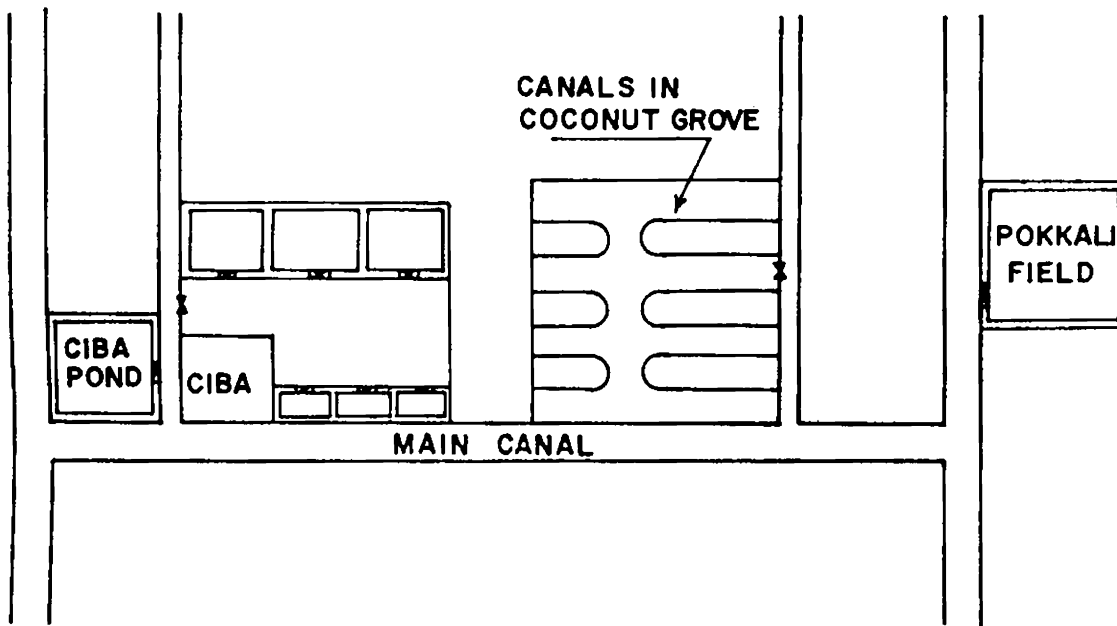 CANALS IN
COCONUT GROVE
POKKALI
FIELD
CIBA
POND
CIBA
MAIN CANAL